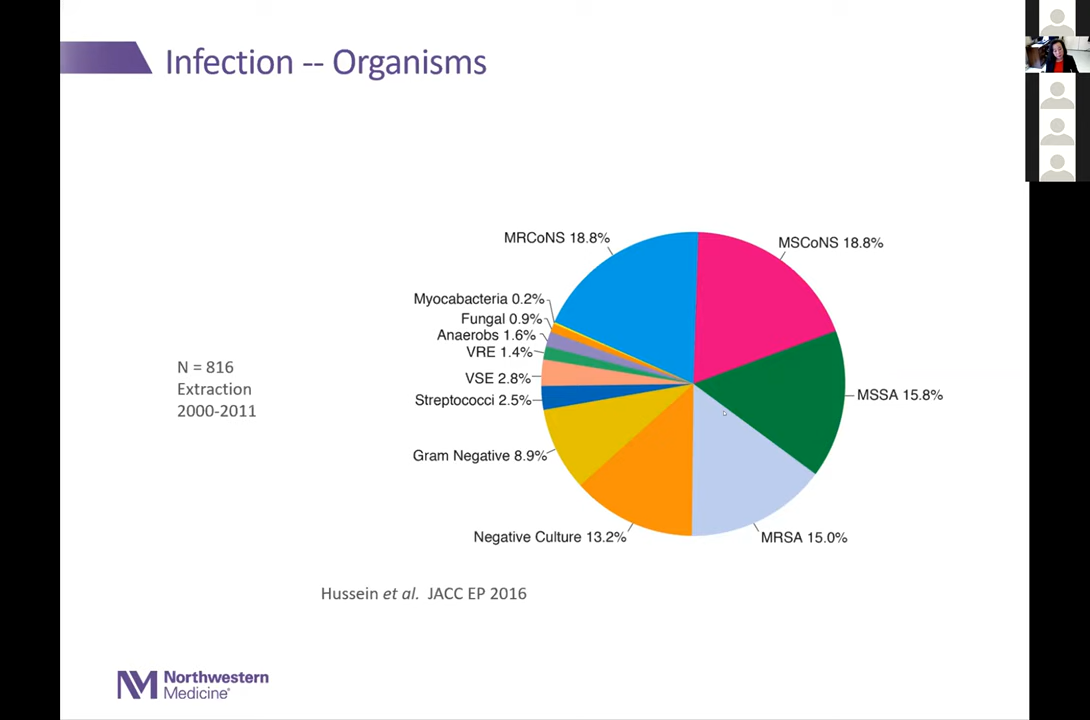 Infection -- Organisms
MRCoNS 18.8%
MSCoNS 18.8%
Myocabacteria 0.2%
Fungal 0.9%
Anaerobs 1.6%
VRE 1.4%
VSE 2.8%
Streptococci 2.5%
MSSA 15.8%
Gram Negative 8.9%
Negative Culture 13.2%
MRSA 15.0%
N = 816
Extraction
2000-2011
Hussein et al. JACC EP 2016
NM Northwestern
Medicine®